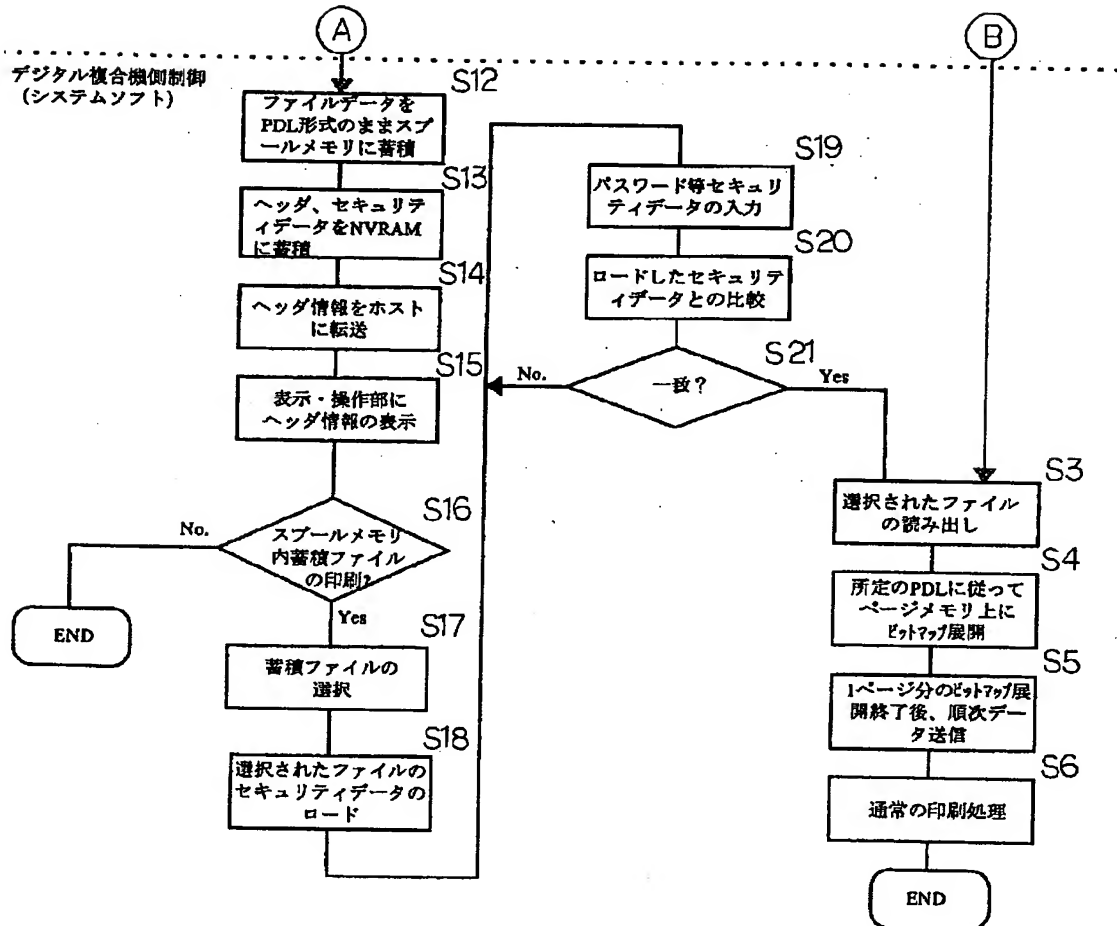 A
B
デジタル複合機側制御
(システムソフト)
S12
ファイルデータを
PDL形式のままスプ
ールメモリに蓄積
S13
ヘッダ、セキュリテ
ィデータをNVRAM
に蓄積
S14
ヘッダ情報をホスト
に転送
S15
表示・操作部に
ヘッダ情報の表示
S16
スプールメモリ
内蓄積ファイル
の印刷?
No.
END
Yes
S17
蓄積ファイルの
選択
S18
選択されたファイルの
セキュリティデータの
ロード
S19
パスワード等セキュリ
ティデータの入力
S20
ロードしたセキュリテ
ィデータとの比較
S21
一致?
No.
Yes
S3
選択されたファイル
の読み出し
S4
所定のPDLに従って
ページメモリ上に
ビットマップ展開
S5
1ページ分のビットマップ展
開終了後、順次デー
タ送信
S6
通常の印刷処理
END